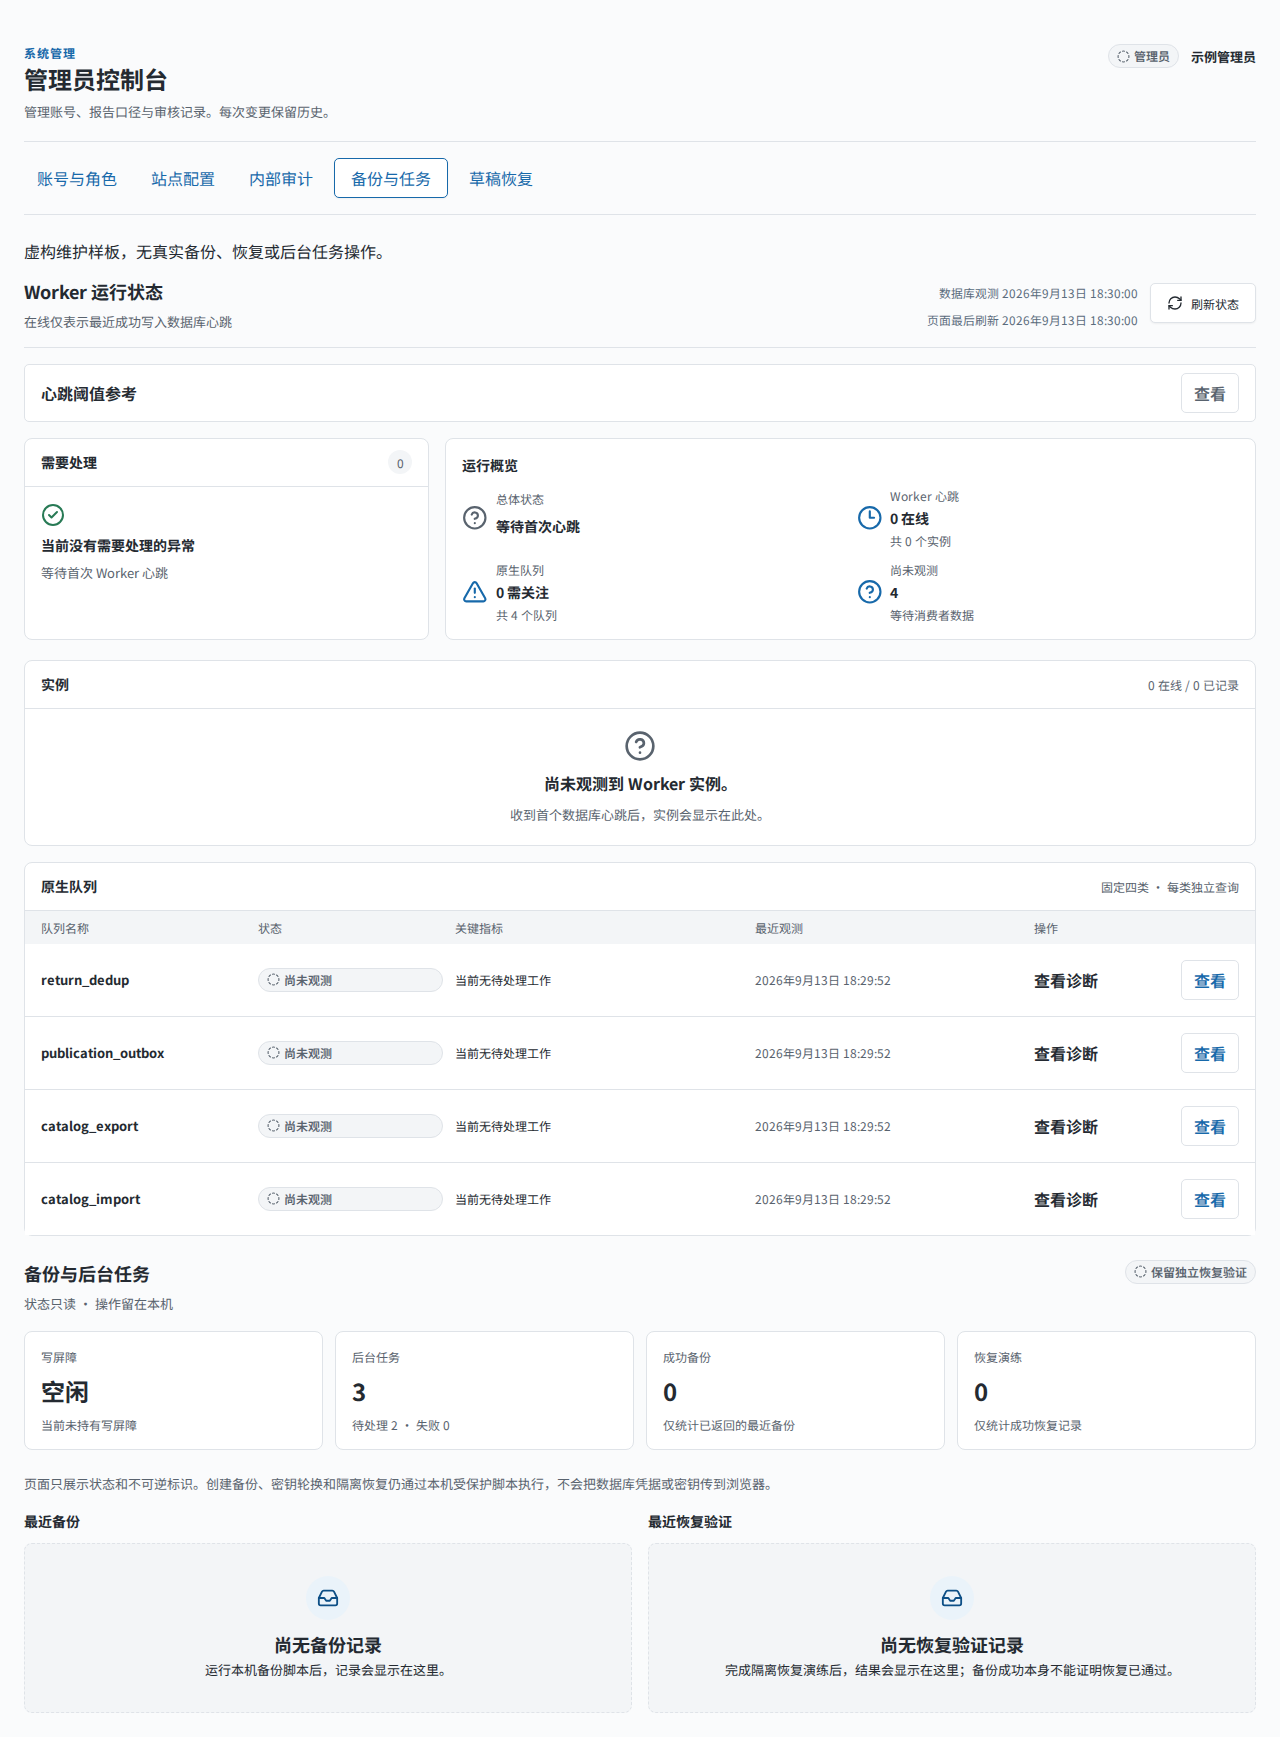 系统管理
管理员控制台
管理账号、报告口径与审核记录。每次变更保留历史。
管理员 示例管理员
账号与角色 站点配置 内部审计 备份与任务 草稿恢复
虚构维护样板，无真实备份、恢复或后台任务操作。
Worker 运行状态
在线仅表示最近成功写入数据库心跳
数据库观测 2026年9月13日 18:30:00
页面最后刷新 2026年9月13日 18:30:00
刷新状态
心跳阈值参考 查看
需要处理 0
当前没有需要处理的异常
等待首次 Worker 心跳
运行概览
总体状态
等待首次心跳
Worker 心跳
0 在线
共 0 个实例
原生队列
0 需关注
共 4 个队列
尚未观测
4
等待消费者数据
实例 0 在线 / 0 已记录
尚未观测到 Worker 实例。
收到首个数据库心跳后，实例会显示在此处。
原生队列 固定四类 · 每类独立查询
队列名称 状态 关键指标 最近观测 操作
return_dedup 尚未观测 当前无待处理工作 2026年9月13日 18:29:52 查看诊断 查看
publication_outbox 尚未观测 当前无待处理工作 2026年9月13日 18:29:52 查看诊断 查看
catalog_export 尚未观测 当前无待处理工作 2026年9月13日 18:29:52 查看诊断 查看
catalog_import 尚未观测 当前无待处理工作 2026年9月13日 18:29:52 查看诊断 查看
备份与后台任务 保留独立恢复验证
状态只读 · 操作留在本机
写屏障
空闲
当前未持有写屏障
后台任务
3
待处理 2 · 失败 0
成功备份
0
仅统计已返回的最近备份
恢复演练
0
仅统计成功恢复记录
页面只展示状态和不可逆标识。创建备份、密钥轮换和隔离恢复仍通过本机受保护脚本执行，不会把数据库凭据或密钥传到浏览器。
最近备份
尚无备份记录
运行本机备份脚本后，记录会显示在这里。
最近恢复验证
尚无恢复验证记录
完成隔离恢复演练后，结果会显示在这里；备份成功本身不能证明恢复已通过。